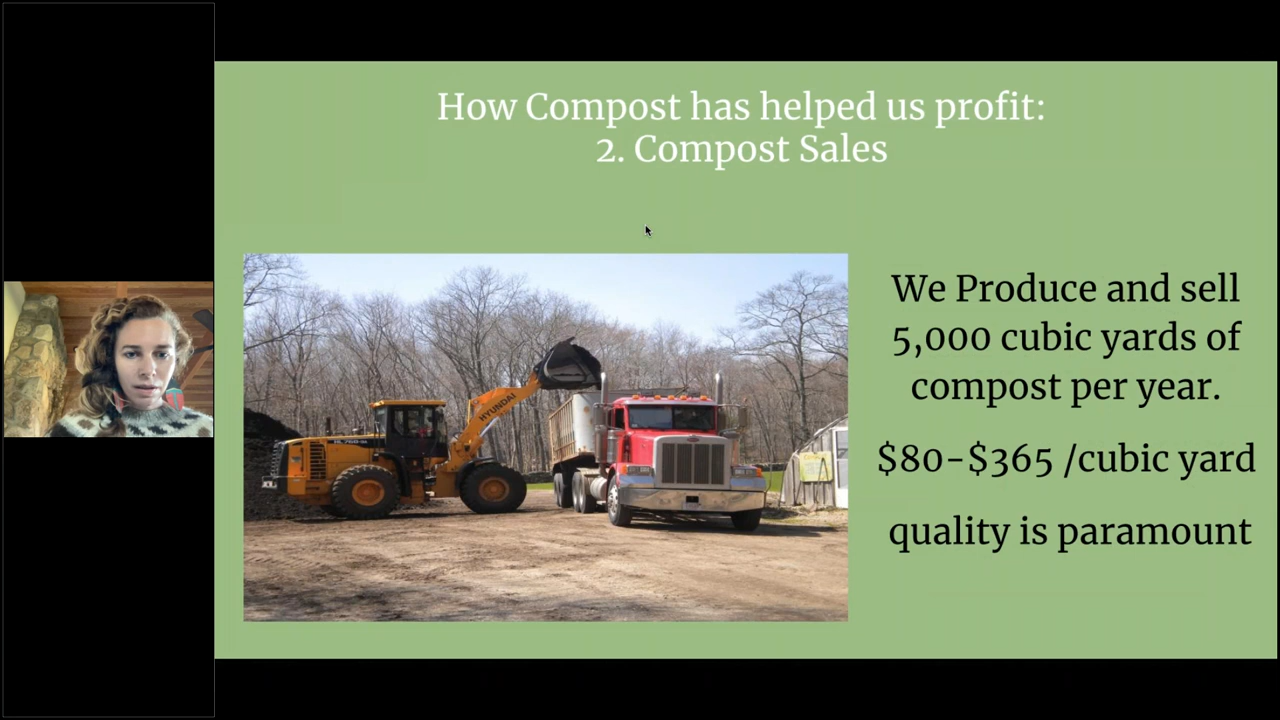 How Compost has helped us profit:
2. Compost Sales
We Produce and sell
5,000 cubic yards of
compost per year.
$80-$365 /cubic yard
quality is paramount
HYUNDAI